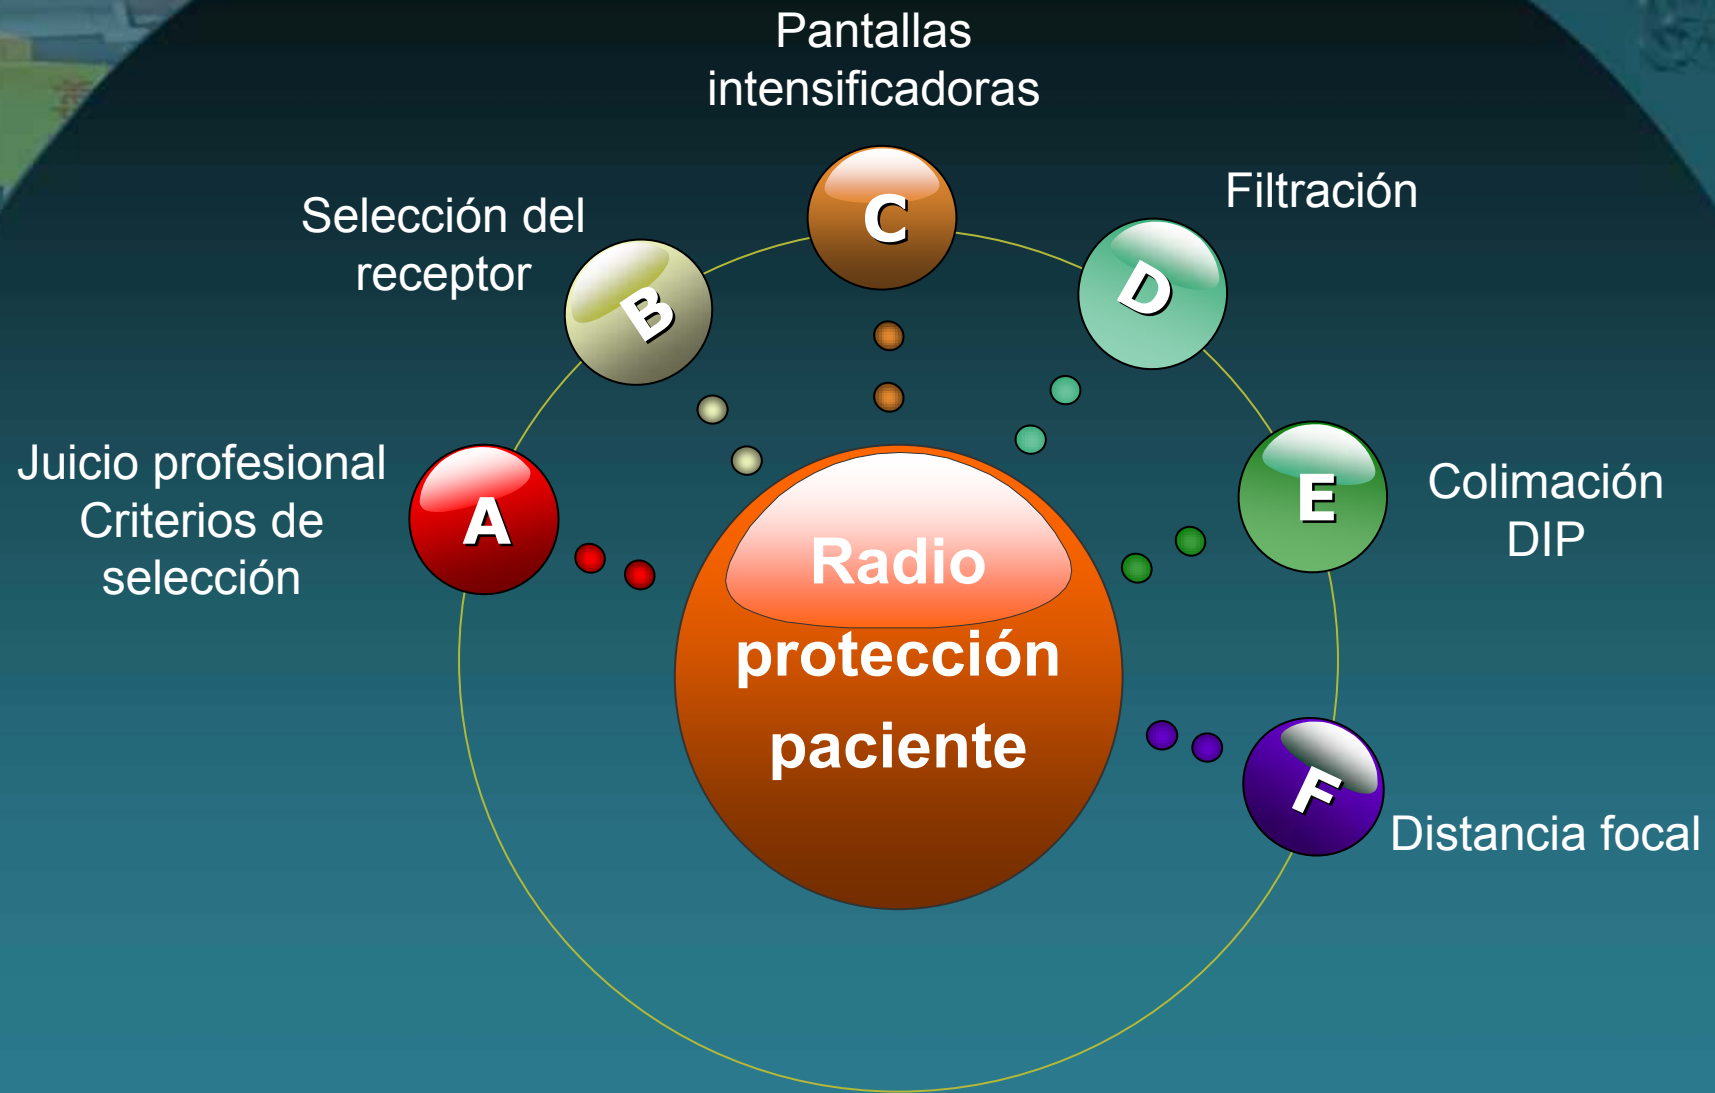 Pantallas
intensificadoras
C
Filtración
D
Selección del
receptor
B
Juicio profesional
Criterios de
selección
A
Radio
protección
paciente
E
Colimación
DIP
F
Distancia focal